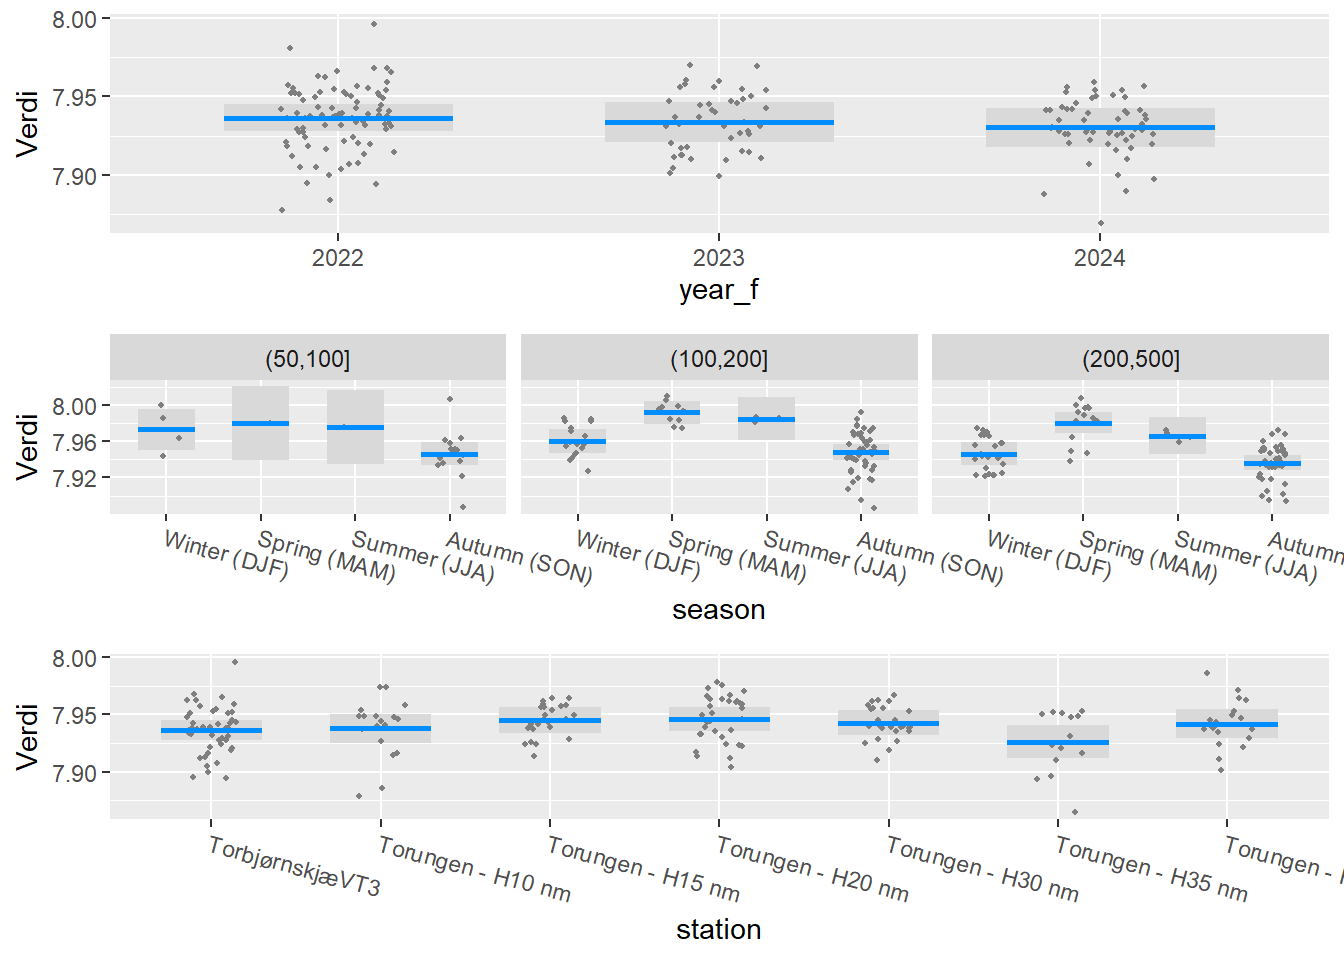 Verdi
8.00
7.95
7.90
2022
2023
2024
year_f
(50,100]
(100,200]
(200,500]
Verdi
8.00
7.96
7.92
Winter (DJF)
Spring (MAM)
Summer (JJA)
Autumn (SON)
Winter (DJF)
Spring (MAM)
Summer (JJA)
Autumn (SON)
Winter (DJF)
Spring (MAM)
Summer (JJA)
Autumn
season
Verdi
8.00
7.95
7.90
TorbjørnskjæVT3
Torungen - H10 nm
Torungen - H15 nm
Torungen - H20 nm
Torungen - H30 nm
Torungen - H35 nm
Torungen -
station